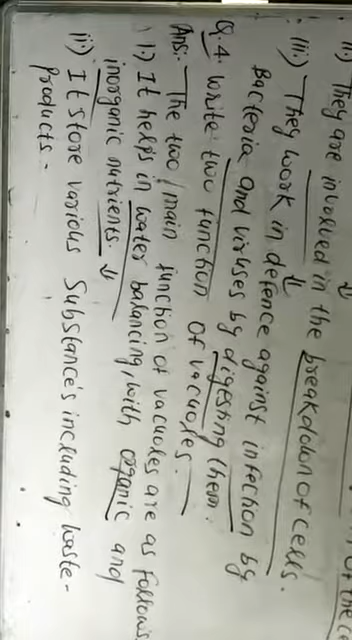 ii) They are involved in the breakdown of cells.
iii) They work in defence against infection by
Bacteria and viruses by digesting them.
Q.4. Write two function of vacuoles.
Ans:- The two main function of vacuoles are as follows.
i) It helps in water balancing, with organic and
inorganic nutrients.
ii) It store various Substance's including waste-
products.